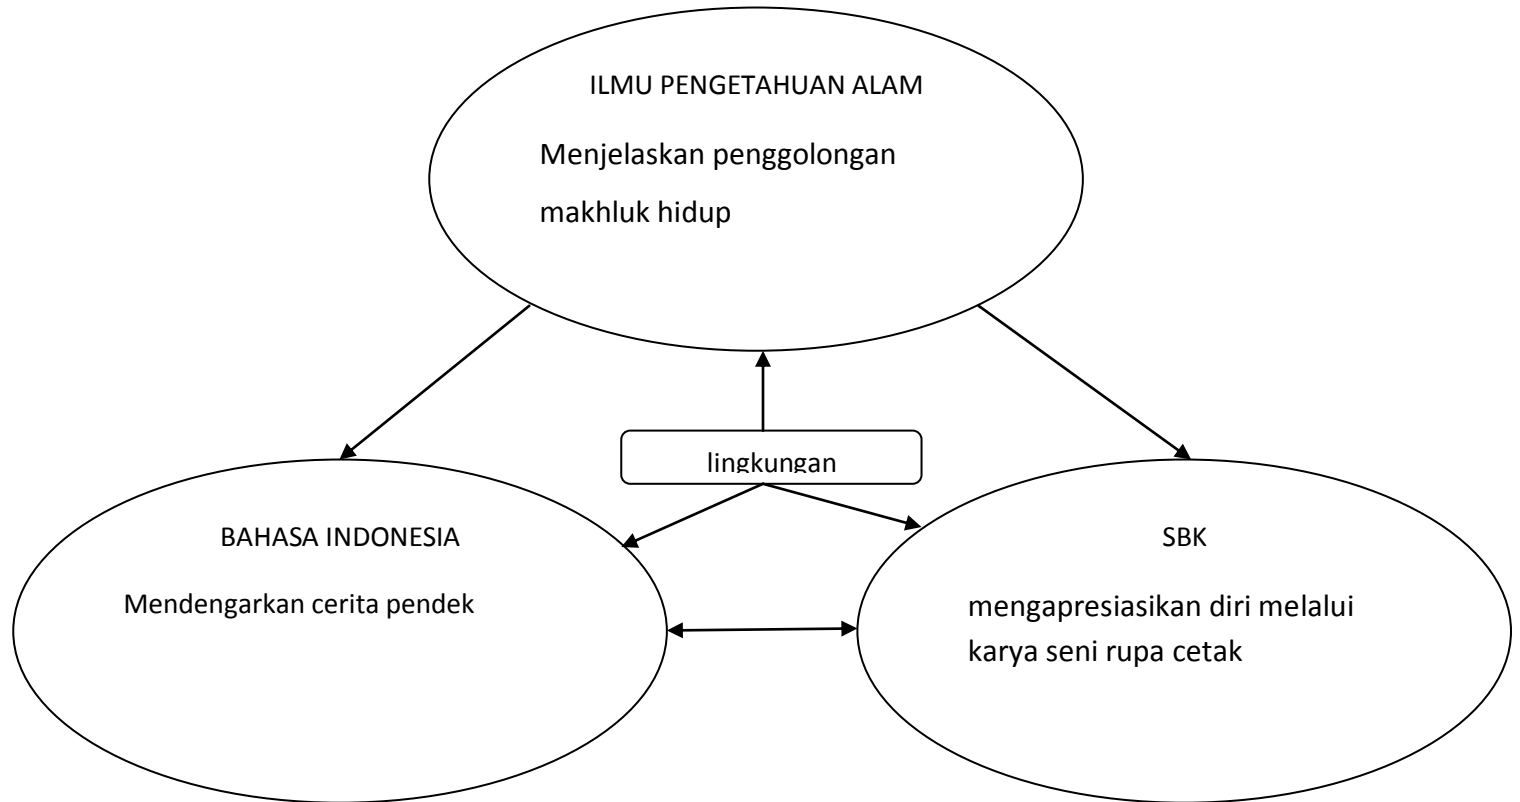 ILMU PENGETAHUAN ALAM
Menjelaskan penggolongan
makhluk hidup
lingkungan
BAHASA INDONESIA
Mendengarkan cerita pendek
SBK
mengapresiasikan diri melalui
karya seni rupa cetak